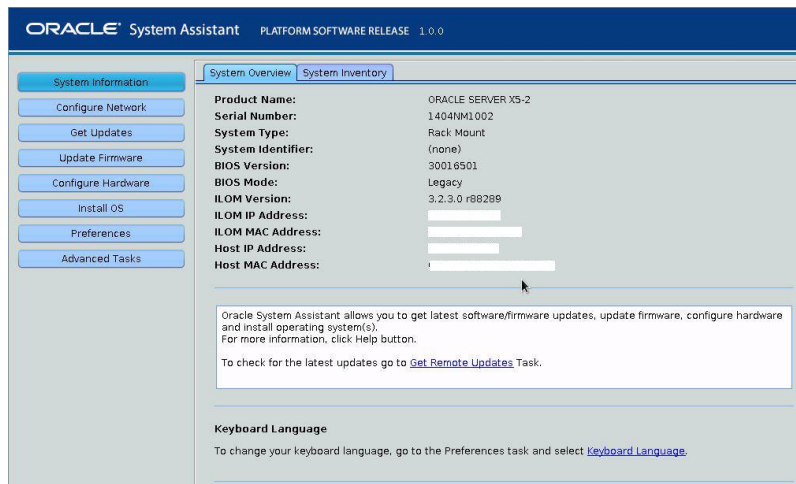 ORACLE System Assistant PLATFORM SOFTWARE RELEASE 1.0.0
System Information
Configure Network
Get Updates
Update Firmware
Configure Hardware
Install OS
Preferences
Advanced Tasks
System Overview System Inventory
Product Name: ORACLE SERVER X5-2
Serial Number: 1404NM1002
System Type: Rack Mount
System Identifier: (none)
BIOS Version: 30016501
BIOS Mode: Legacy
ILOM Version: 3.2.3.0 r88289
ILOM IP Address:
ILOM MAC Address:
Host IP Address:
Host MAC Address:
Oracle System Assistant allows you to get latest software/firmware updates, update firmware, configure hardware
and install operating system(s).
For more information, click Help button.
To check for the latest updates go to Get Remote Updates Task.
Keyboard Language
To change your keyboard language, go to the Preferences task and select Keyboard Language.